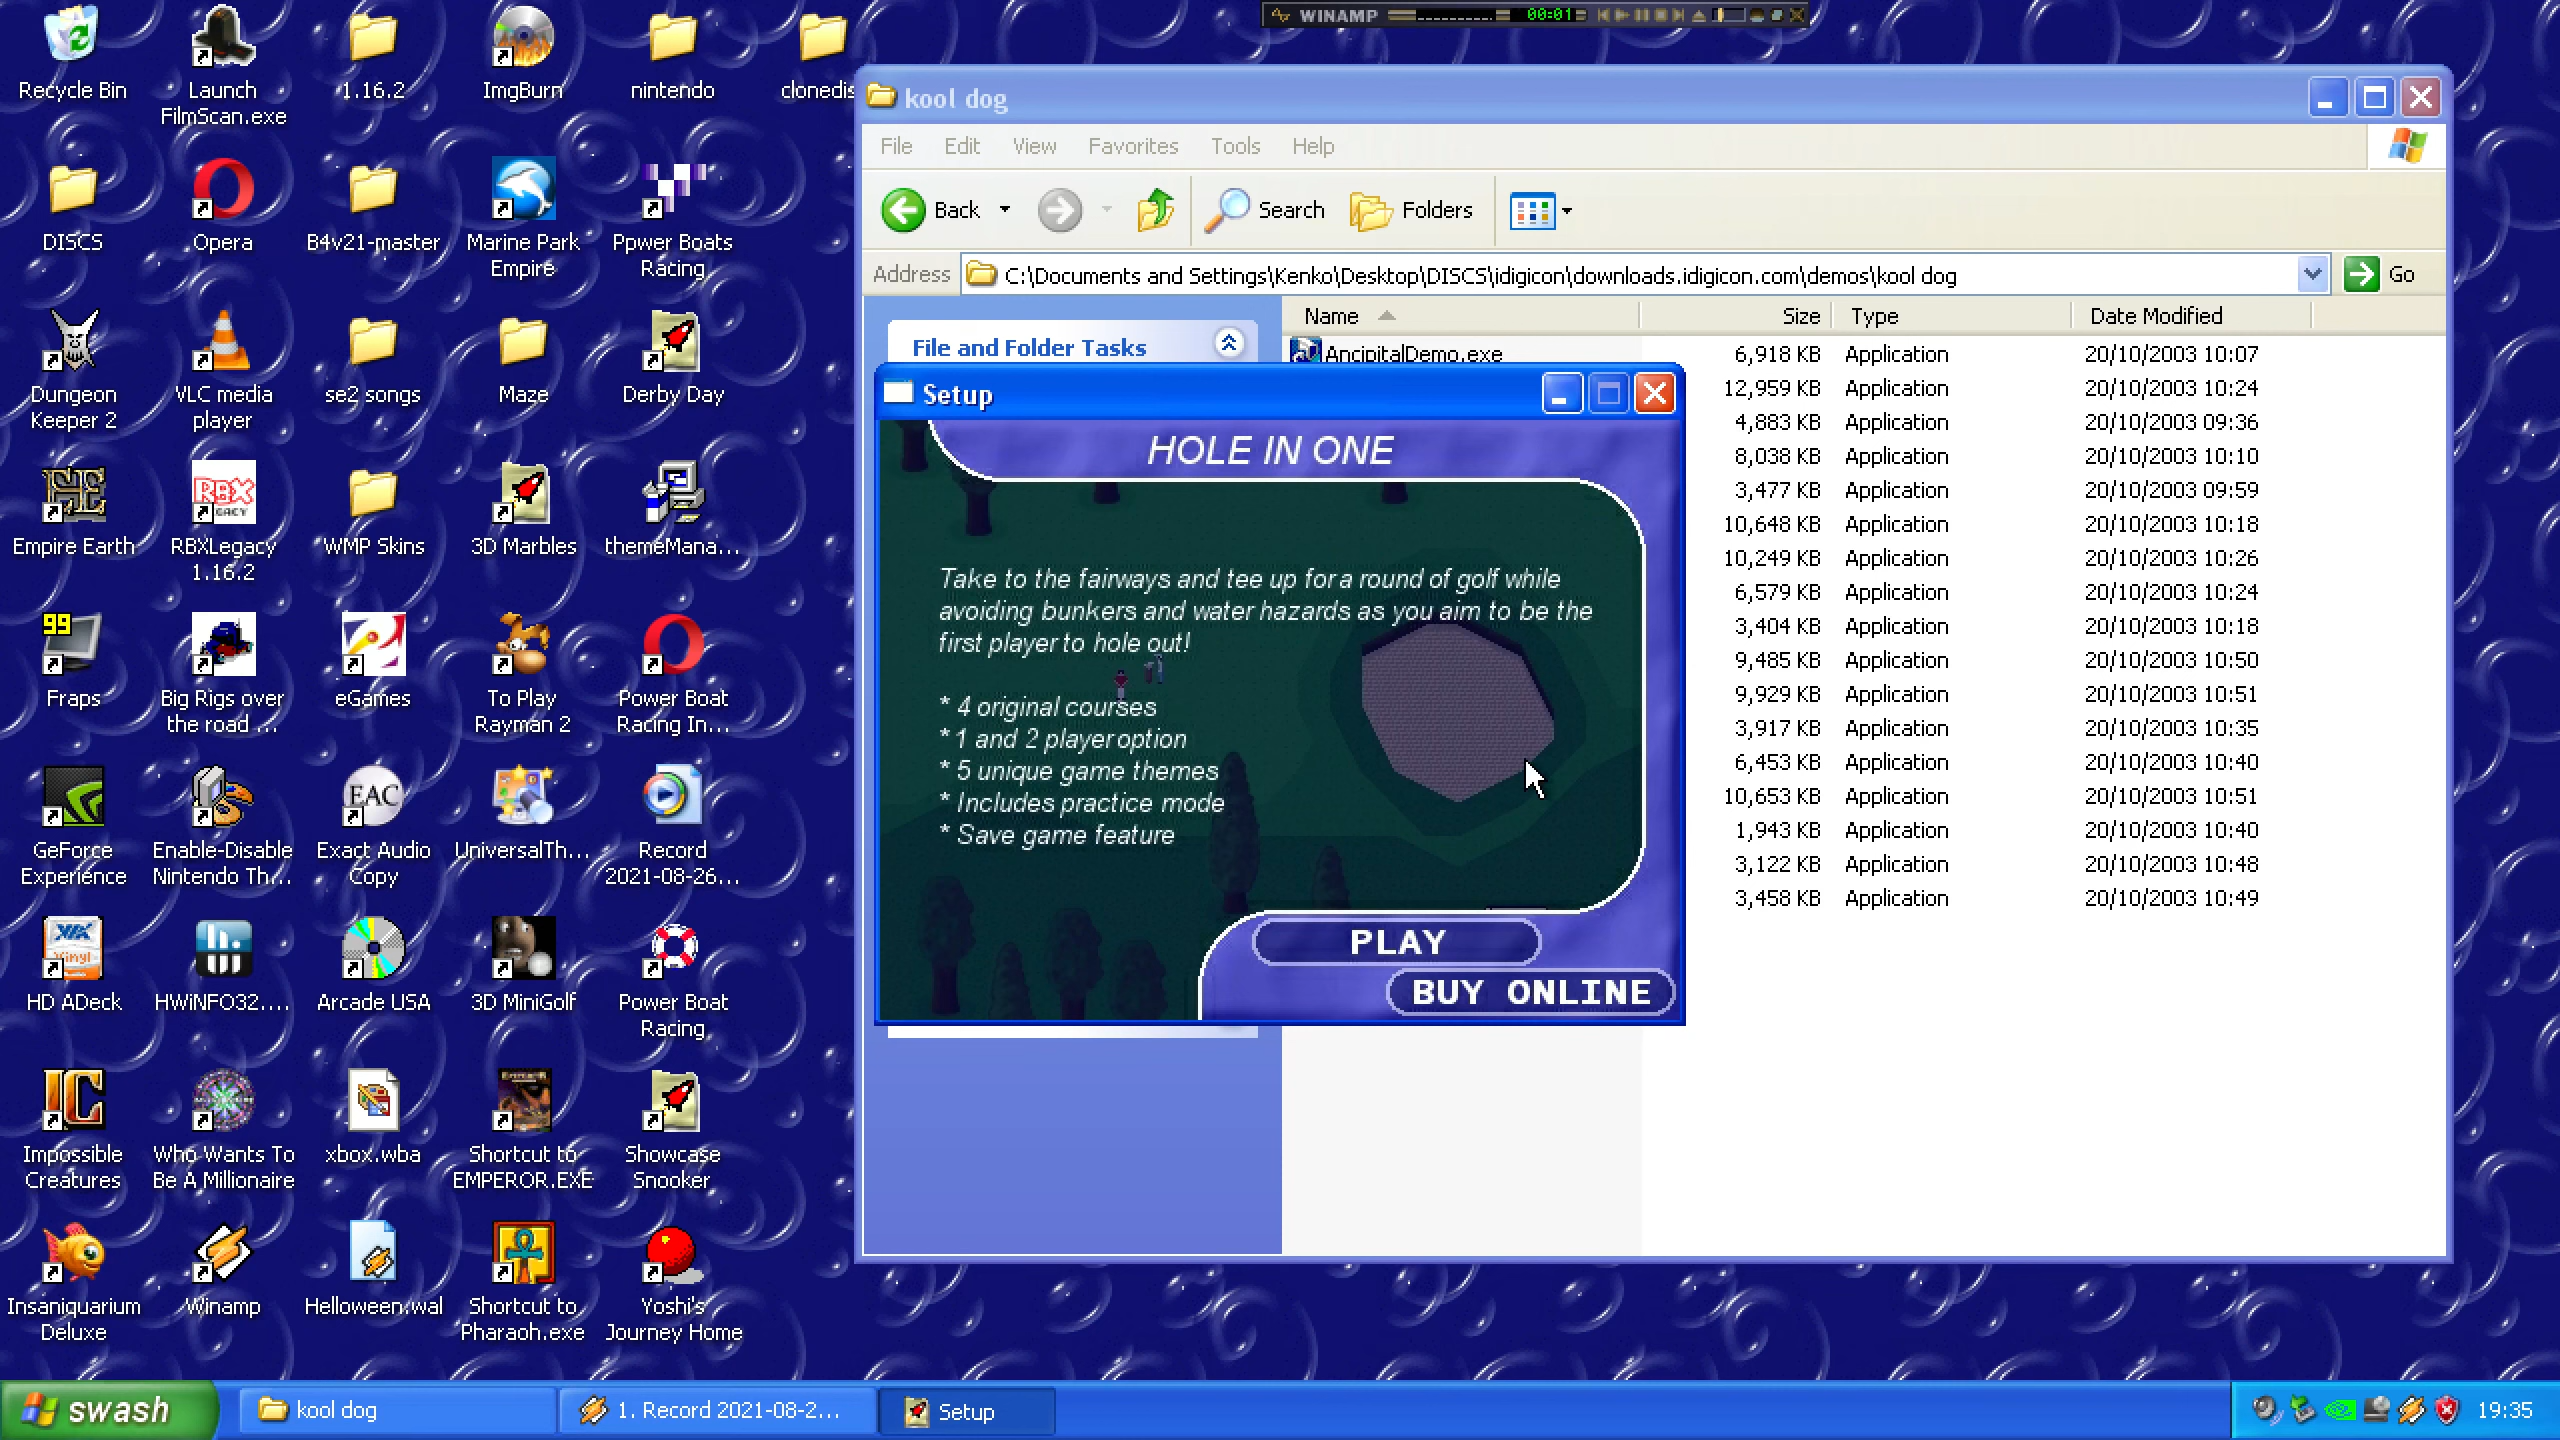 WINAMP 00:01
Recycle Bin
Launch
FilmScan.exe
1.16.2
ImgBurn
nintendo
clonedis
DISCS
Opera
B4v21-master
Marine Park
Empire
Ppwer Boats
Racing
Dungeon
Keeper 2
VLC media
player
se2 songs
Maze
Derby Day
Empire Earth
RBX
RBXLegacy
1.16.2
WMP Skins
3D Marbles
themeMana...
99
Fraps
Big Rigs over
the road ...
eGames
To Play
Rayman 2
Power Boat
Racing In...
GeForce
Experience
Enable-Disable
Nintendo Th...
EAC
Exact Audio
Copy
UniversalTh...
Record
2021-08-26...
HD ADeck
HWiNFO32....
Arcade USA
3D MiniGolf
Power Boat
Racing
IC
Impossible
Creatures
Who Wants To
Be A Millionaire
xbox.wba
Shortcut to
EMPEROR.EXE
Showcase
Snooker
Insaniquarium
Deluxe
Winamp
Helloween.wal
Shortcut to
Pharaoh.exe
Yoshi's
Journey Home
kool dog
File Edit View Favorites Tools Help
Back Search Folders
Address C:\Documents and Settings\Kenko\Desktop\DISCS\idigicon\downloads.idigicon.com\demos\kool dog Go
File and Folder Tasks
Name Size Type Date Modified
AncipitalDemo.exe 6,918 KB Application 20/10/2003 10:07
12,959 KB Application 20/10/2003 10:24
4,883 KB Application 20/10/2003 09:36
8,038 KB Application 20/10/2003 10:10
3,477 KB Application 20/10/2003 09:59
10,648 KB Application 20/10/2003 10:18
10,249 KB Application 20/10/2003 10:26
6,579 KB Application 20/10/2003 10:24
3,404 KB Application 20/10/2003 10:18
9,485 KB Application 20/10/2003 10:50
9,929 KB Application 20/10/2003 10:51
3,917 KB Application 20/10/2003 10:35
6,453 KB Application 20/10/2003 10:40
10,653 KB Application 20/10/2003 10:51
1,943 KB Application 20/10/2003 10:40
3,122 KB Application 20/10/2003 10:48
3,458 KB Application 20/10/2003 10:49
Setup
HOLE IN ONE
Take to the fairways and tee up for a round of golf while
avoiding bunkers and water hazards as you aim to be the
first player to hole out!
* 4 original courses
* 1 and 2 player option
* 5 unique game themes
* Includes practice mode
* Save game feature
PLAY
BUY ONLINE
swash
kool dog
1. Record 2021-08-2...
Setup
19:35